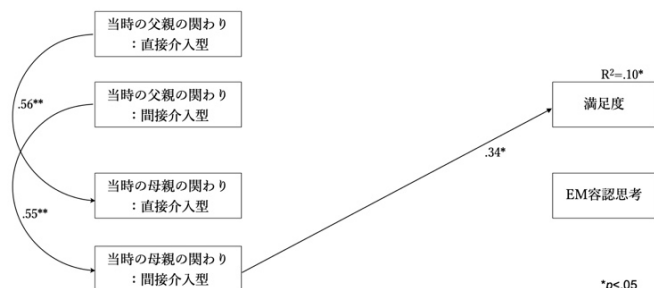 当時の父親の関わり
：直接介入型
.56**
当時の父親の関わり
：間接介入型
R²=.10*
満足度
.34*
当時の母親の関わり
：直接介入型
EM容認思考
.55**
当時の母親の関わり
：間接介入型
*p<.05